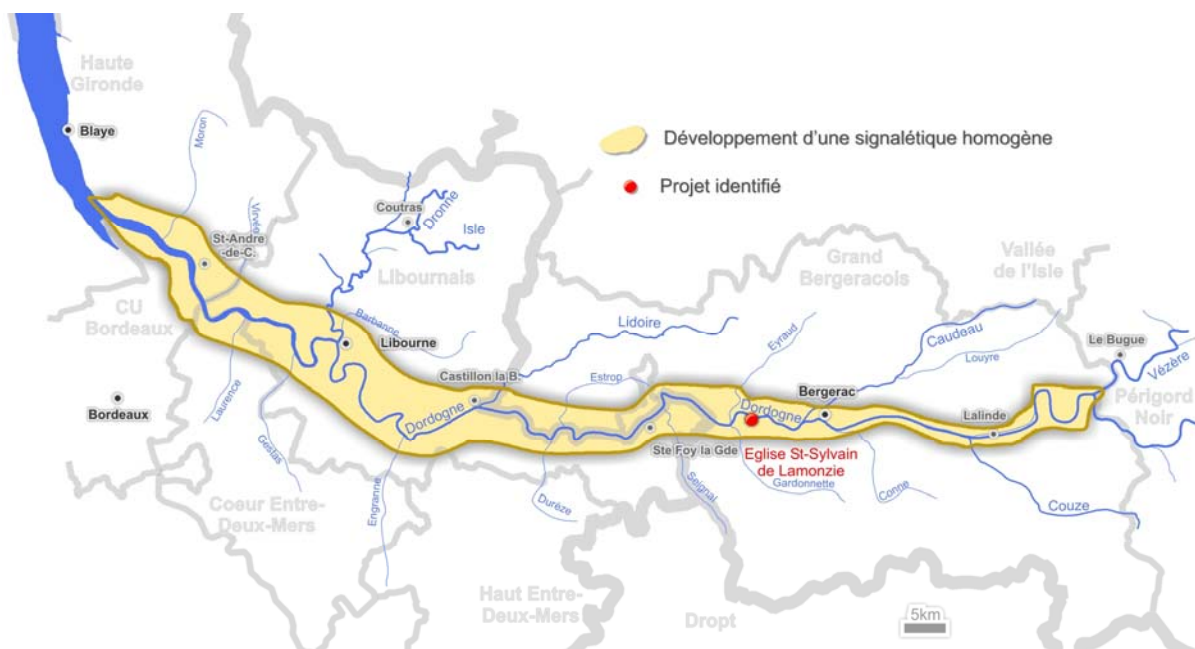 Haute
Gironde
Blaye
Moron
Virvée
Développement d'une signalétique homogène
Projet identifié
Coutras
Dronne
Isle
St-Andre
-de-C.
Libournais
Grand
Bergeracois
Vallée
de l'Isle
CU
Bordeaux
Barbanne
Libourne
Lidoire
Eyraud
Caudeau
Louyre
Le Bugue
Vézère
Castillon la B.
Estrop
Bergerac
Périgord
Noir
Bordeaux
Laurence
Gestas
Dordogne
Dordogne
Lalinde
Ste Foy la Gde
Eglise St-Sylvain
de Lamonzie
Gardonnette
Seignal
Conne
Engranne
Durèze
Couze
Coeur Entre-
Deux-Mers
Haut Entre-
Deux-Mers
Dropt
5km